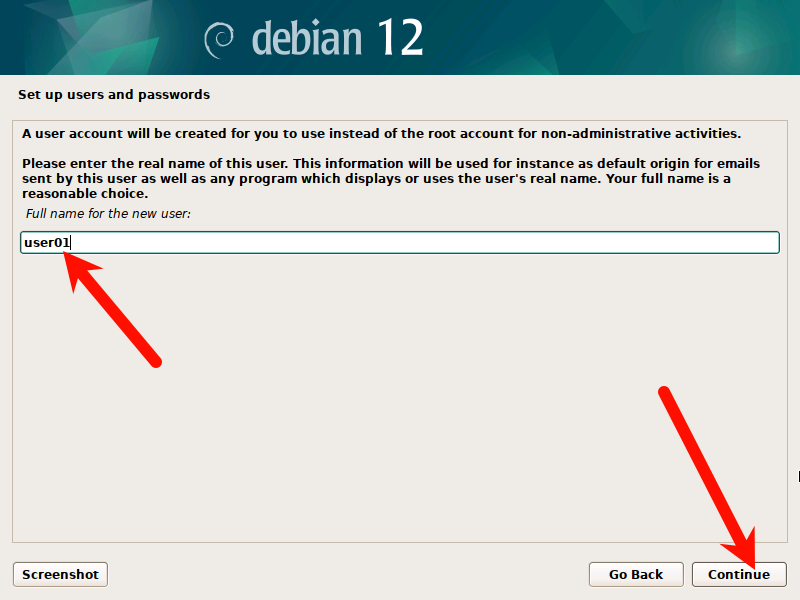 debian 12
Set up users and passwords
A user account will be created for you to use instead of the root account for non-administrative activities.
Please enter the real name of this user. This information will be used for instance as default origin for emails
sent by this user as well as any program which displays or uses the user's real name. Your full name is a
reasonable choice.
Full name for the new user:
user01
Screenshot
Go Back
Continue